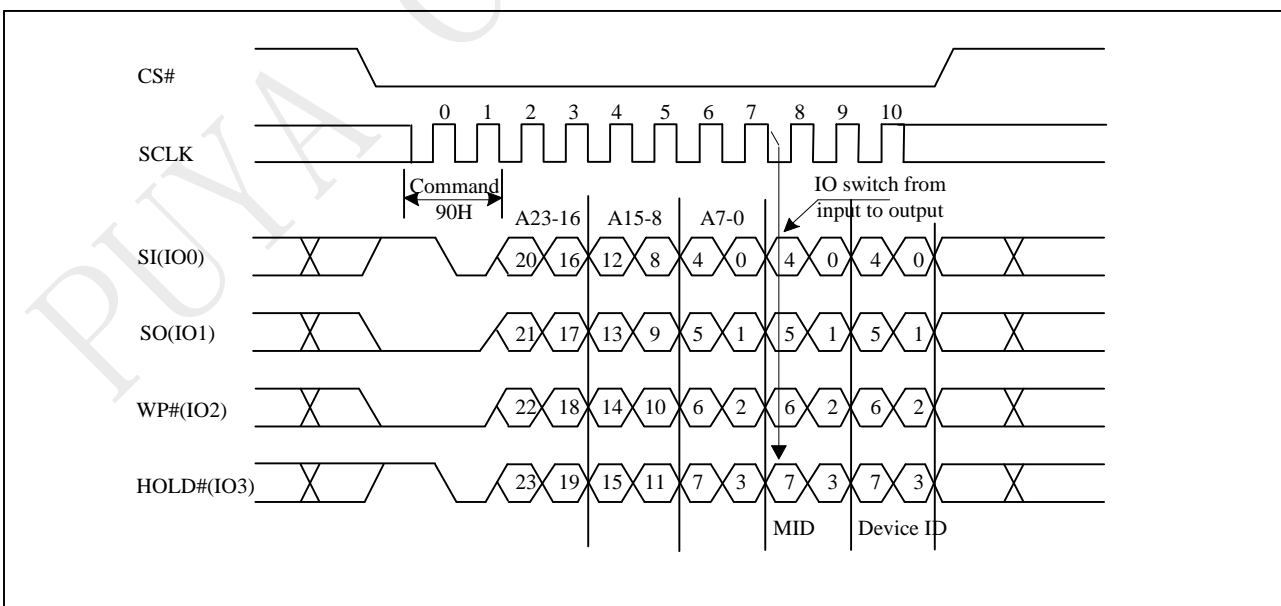 PUYA
CS#
0 1 2 3 4 5 6 7 8 9 10
SCLK
Command
90H
IO switch from
input to output
A23-16 A15-8 A7-0
SI(IO0) 20 16 12 8 4 0 4 0 4 0
SO(IO1) 21 17 13 9 5 1 5 1 5 1
WP#(IO2) 22 18 14 10 6 2 6 2 6 2
HOLD#(IO3) 23 19 15 11 7 3 7 3 7 3
MID Device ID